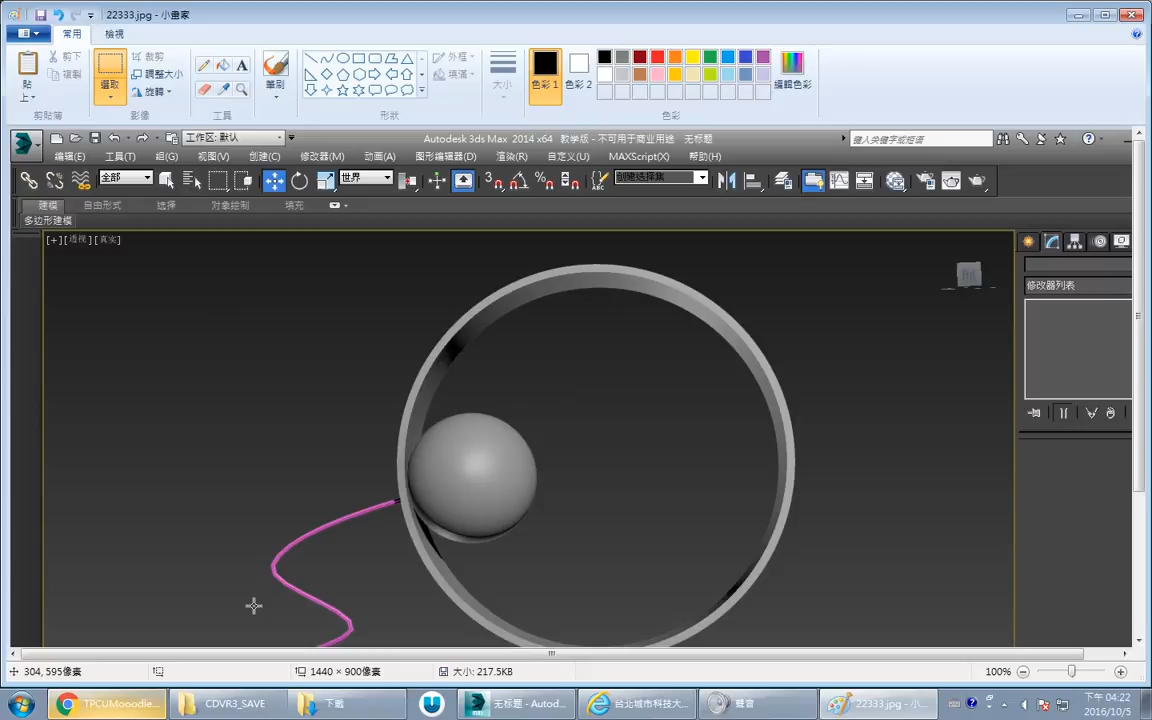 22333.jpg - 小畫家
常用
檢視
貼上
剪下
複製
剪貼簿
選取
裁剪
調整大小
旋轉
影像
A
工具
筆刷
外框
填滿
圖案
大小
色彩 1
色彩 2
編輯色彩
色彩
工作区: 默认
Autodesk 3ds Max 2014 x64 教学版 - 不可用于商业用途 无标题
键入关键字或短语
编辑(E) 工具(T) 组(G) 视图(V) 创建(C) 修改器(M) 动画(A) 图形编辑器(D) 渲染(R) 自定义(U) MAXScript(X) 帮助(H)
全部
世界
3
创建选择集
建模 自由形式 选择 对象绘制 填充
多边形建模
[+][透视][真实]
修改器列表
304, 595像素
1440 × 900像素
大小: 217.5KB
100%
TPCUMooodle...
CDVR3_SAVE
下載
无标题 - Autod...
台北城市科技大...
聲音
22333.jpg - 小...
下午 04:22
2016/10/5